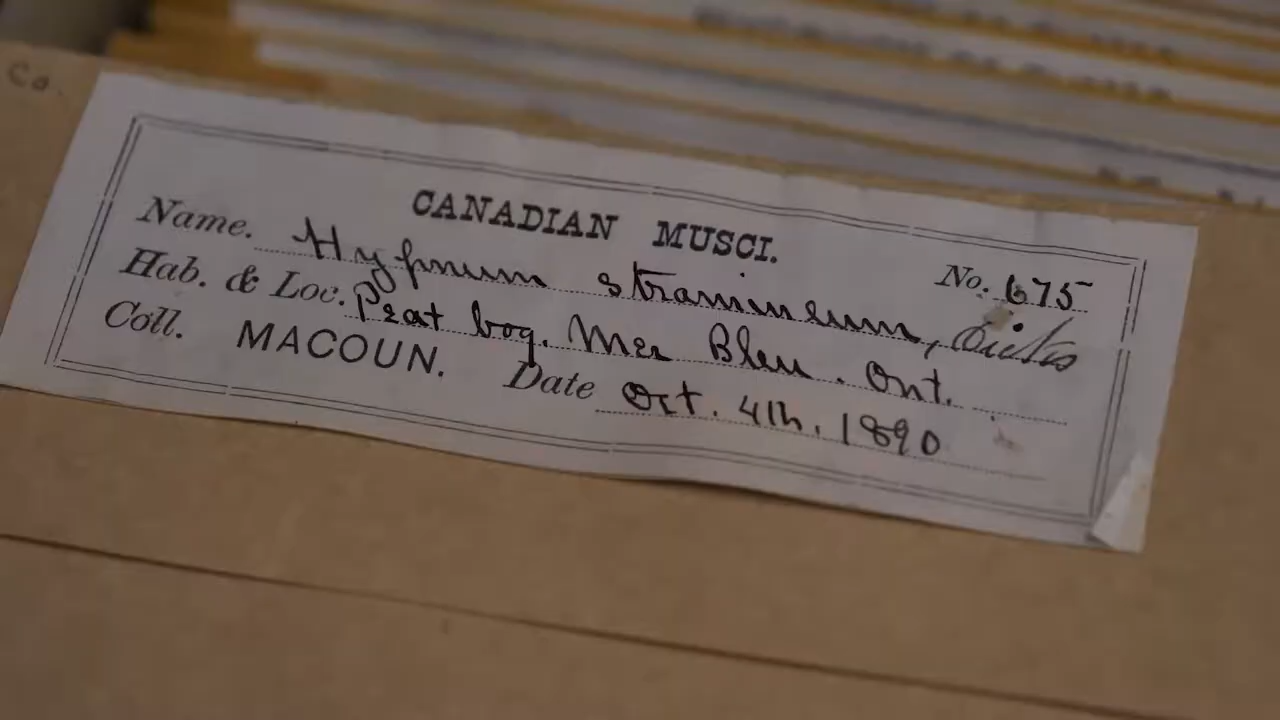 Co.
CANADIAN MUSCI.
No. 675
Name. Hypnum stramineum,
Hab. & Loc. Peat bog. Mer Bleu. Ont.
Coll. MACOUN. Date Oct. 4th. 1890